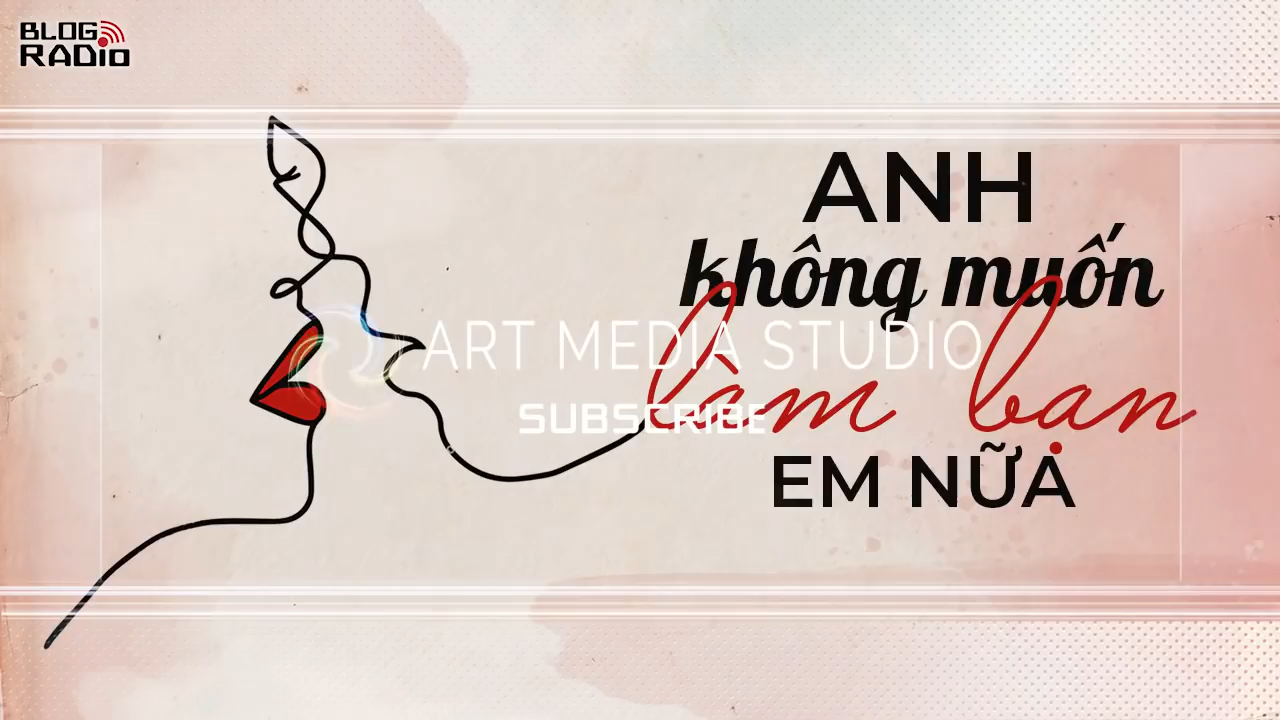 BLOG
RADIO
ANH
không muốn
làm bạn
EM NỮA
ART MEDIA STUDIO
SUBSCRIBE